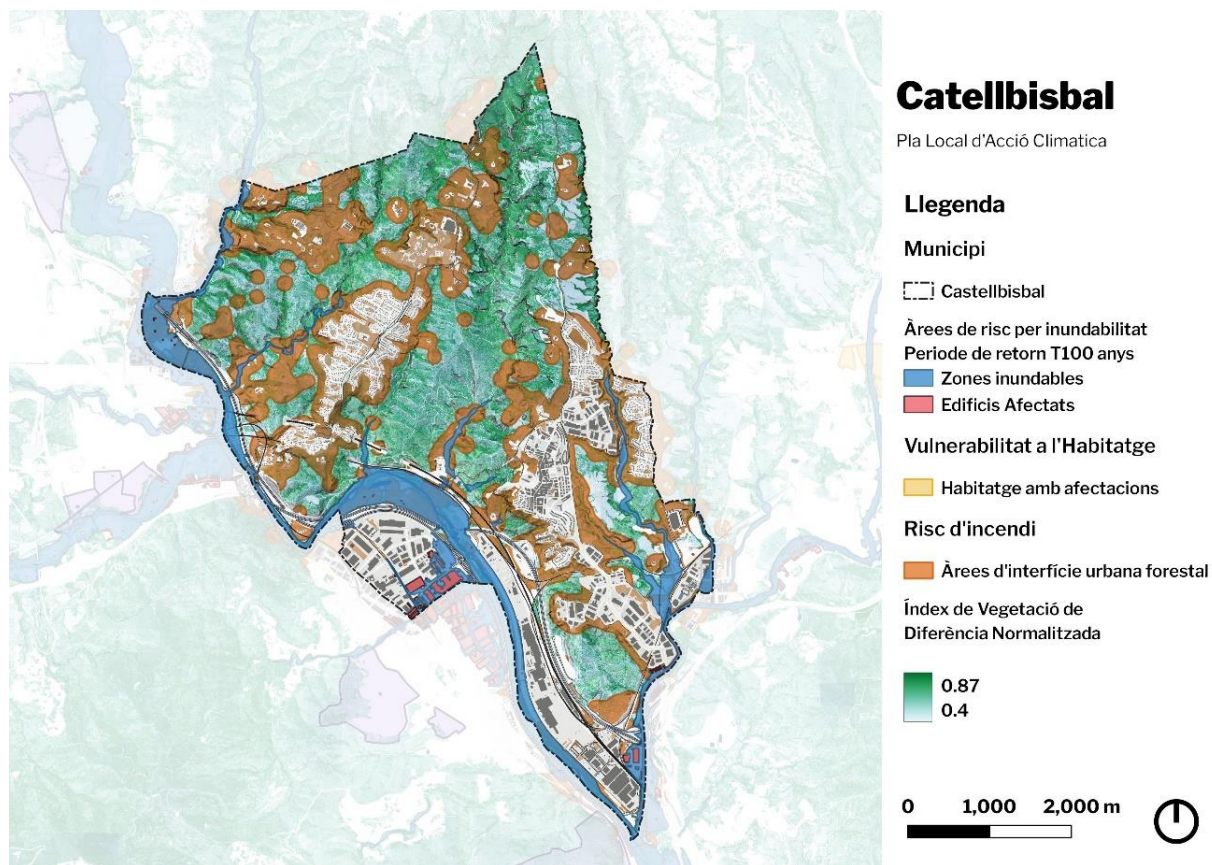 Catellbisbal
Pla Local d'Acció Climatica
Llegenda
Municipi
Castellbisbal
Àrees de risc per inundabilitat
Periode de retorn T100 anys
Zones inundables
Edificis Afectats
Vulnerabilitat a l'Habitatge
Habitatge amb afectacions
Risc d'incendi
Àrees d'interfície urbana forestal
Índex de Vegetació de
Diferència Normalitzada
0.87
0.4
0 1,000 2,000 m